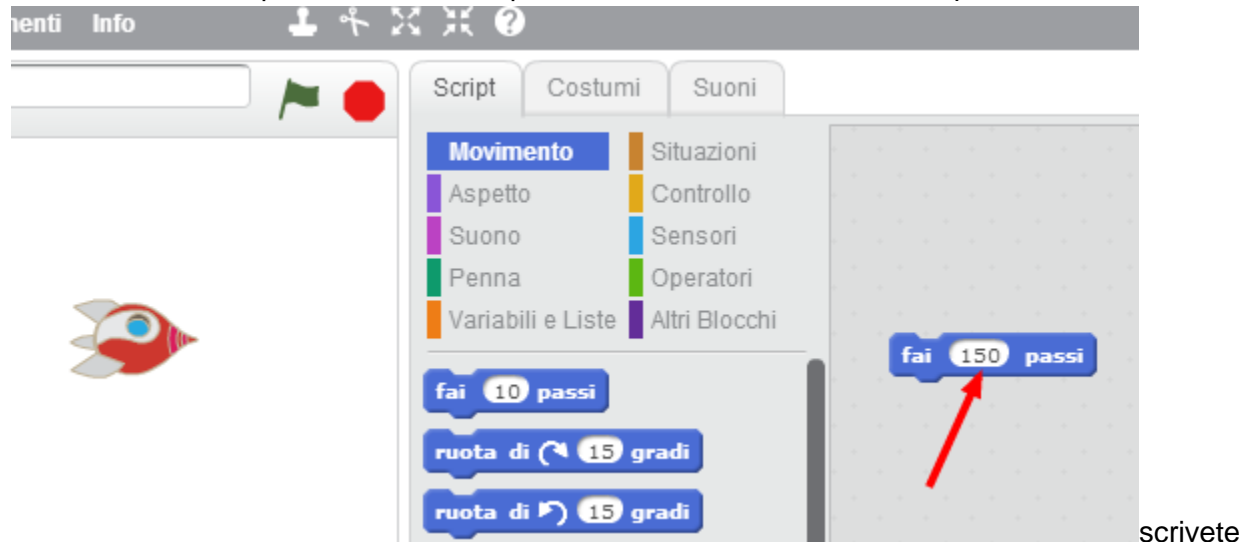 menti Info
Script Costumi Suoni
Movimento Situazioni
Aspetto Controllo
Suono Sensori
Penna Operatori
Variabili e Liste Altri Blocchi
fai 150 passi
fai 10 passi
ruota di 15 gradi
ruota di 15 gradi
scrivete